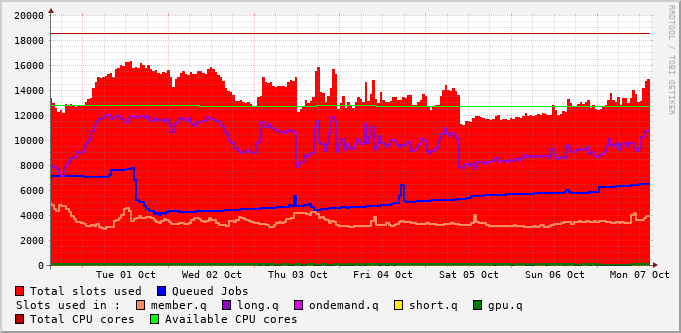 20000
18000
16000
14000
12000
10000
8000
6000
4000
2000
0
Tue 01 Oct Wed 02 Oct Thu 03 Oct Fri 04 Oct Sat 05 Oct Sun 06 Oct Mon 07 Oct
Total slots used Queued Jobs
Slots used in : member.q long.q ondemand.q short.q gpu.q
Total CPU cores Available CPU cores
RRDTOOL / TOBI OETIKER